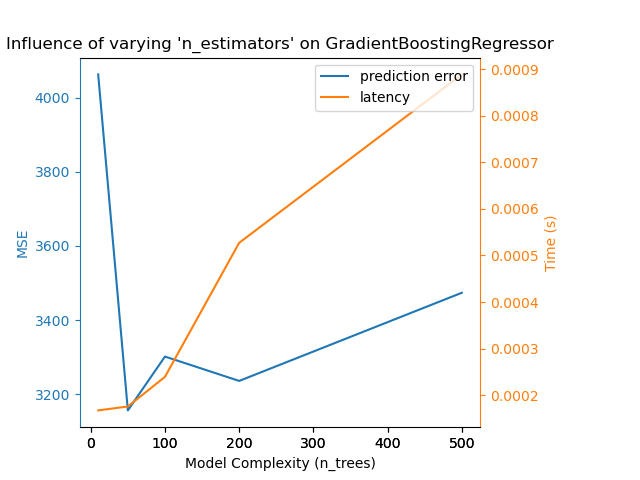 Influence of varying 'n_estimators' on GradientBoostingRegressor
prediction error
latency
4000
3800
3600
3400
3200
MSE
0.0009
0.0008
0.0007
0.0006
0.0005
0.0004
0.0003
0.0002
Time (s)
0 100 200 300 400 500
Model Complexity (n_trees)